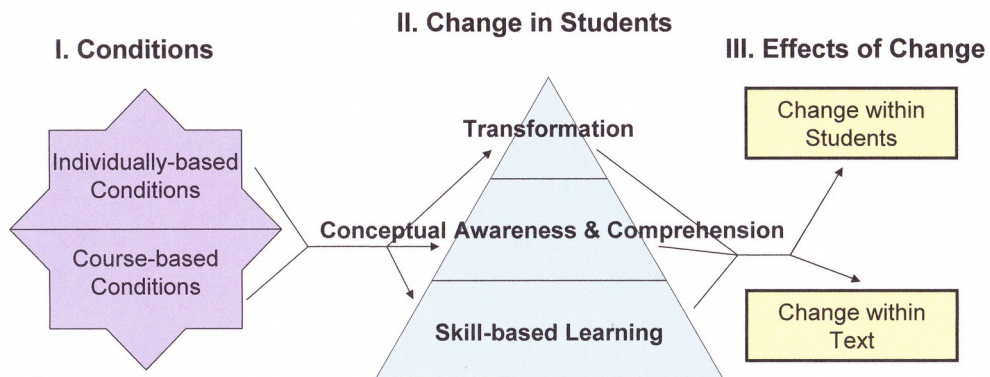 I. Conditions
II. Change in Students
III. Effects of Change
Individually-based
Conditions
Course-based
Conditions
Transformation
Conceptual Awareness & Comprehension
Skill-based Learning
Change within
Students
Change within
Text